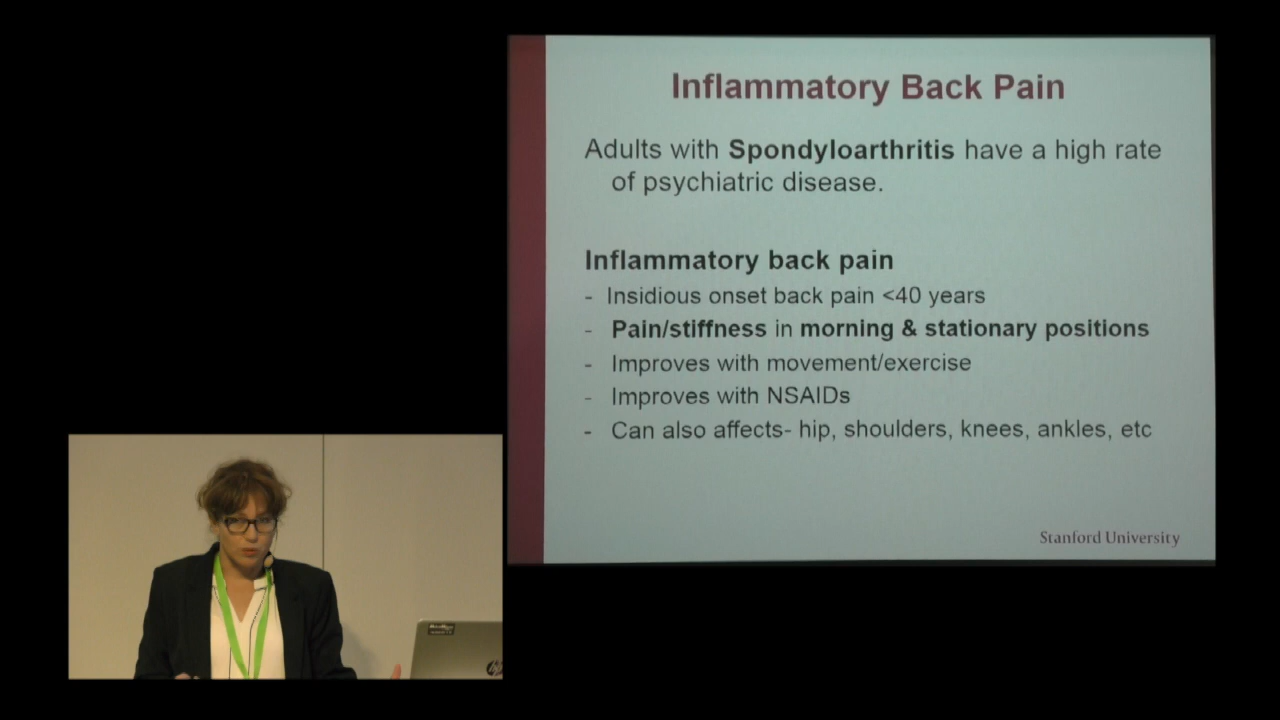 Inflammatory Back Pain
Adults with Spondyloarthritis have a high rate
of psychiatric disease.
Inflammatory back pain
- Insidious onset back pain <40 years
- Pain/stiffness in morning & stationary positions
- Improves with movement/exercise
- Improves with NSAIDs
- Can also affects- hip, shoulders, knees, ankles, etc
Stanford University
hp